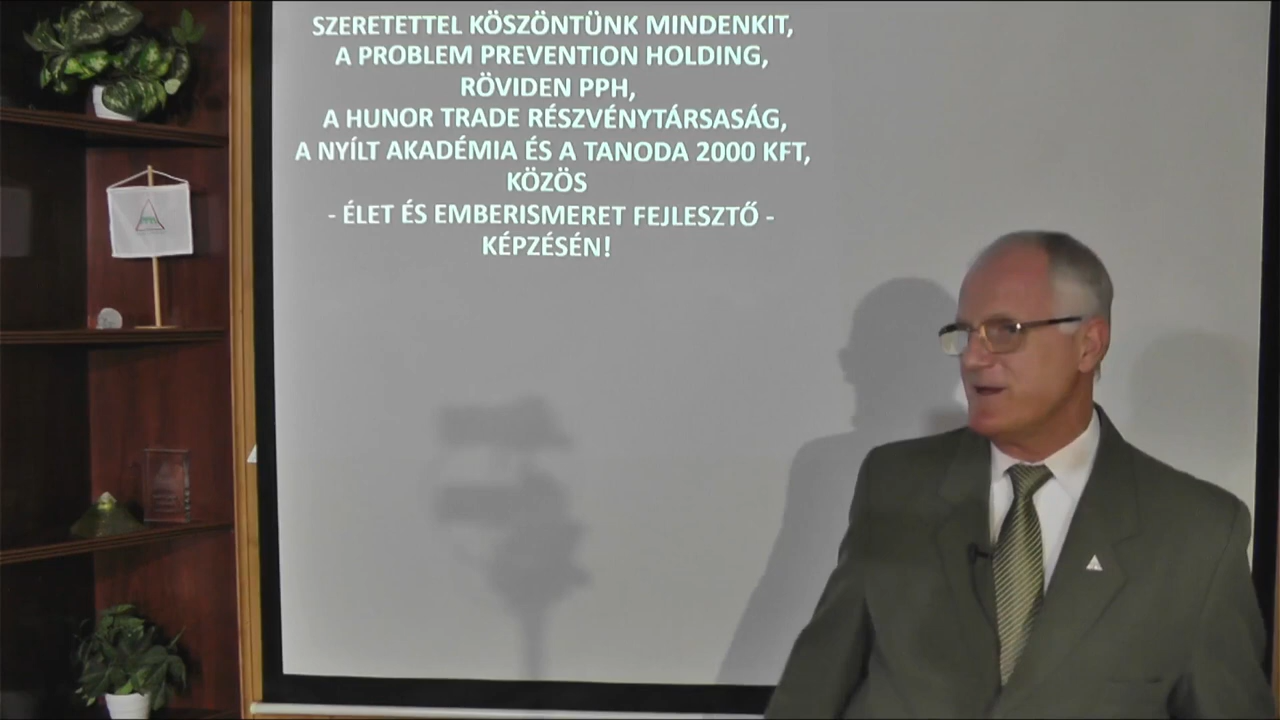 SZERETETTEL KÖSZÖNTÜNK MINDENKIT,
A PROBLEM PREVENTION HOLDING,
RÖVIDEN PPH,
A HUNOR TRADE RÉSZVÉNYTÁRSASÁG,
A NYÍLT AKADÉMIA ÉS A TANODA 2000 KFT,
KÖZÖS
- ÉLET ÉS EMBERISMERET FEJLESZTŐ -
KÉPZÉSÉN!